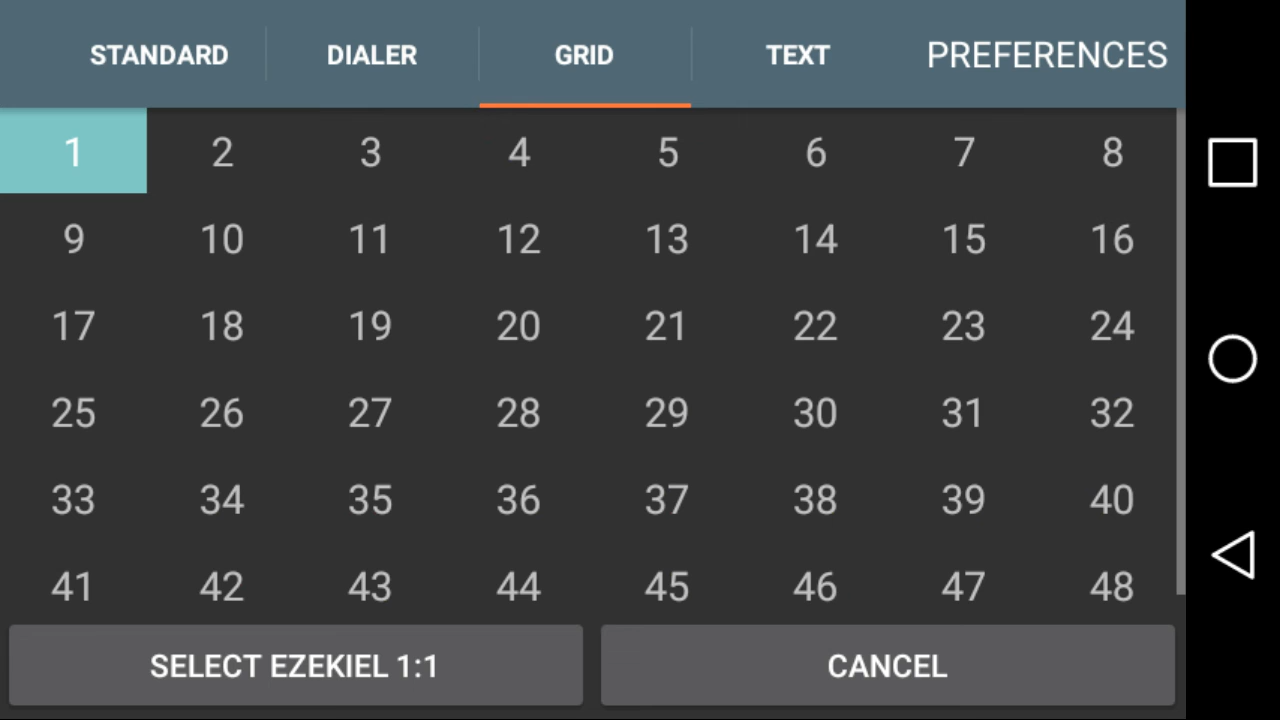 STANDARD DIALER GRID TEXT PREFERENCES
1 2 3 4 5 6 7 8
9 10 11 12 13 14 15 16
17 18 19 20 21 22 23 24
25 26 27 28 29 30 31 32
33 34 35 36 37 38 39 40
41 42 43 44 45 46 47 48
SELECT EZEKIEL 1:1 CANCEL